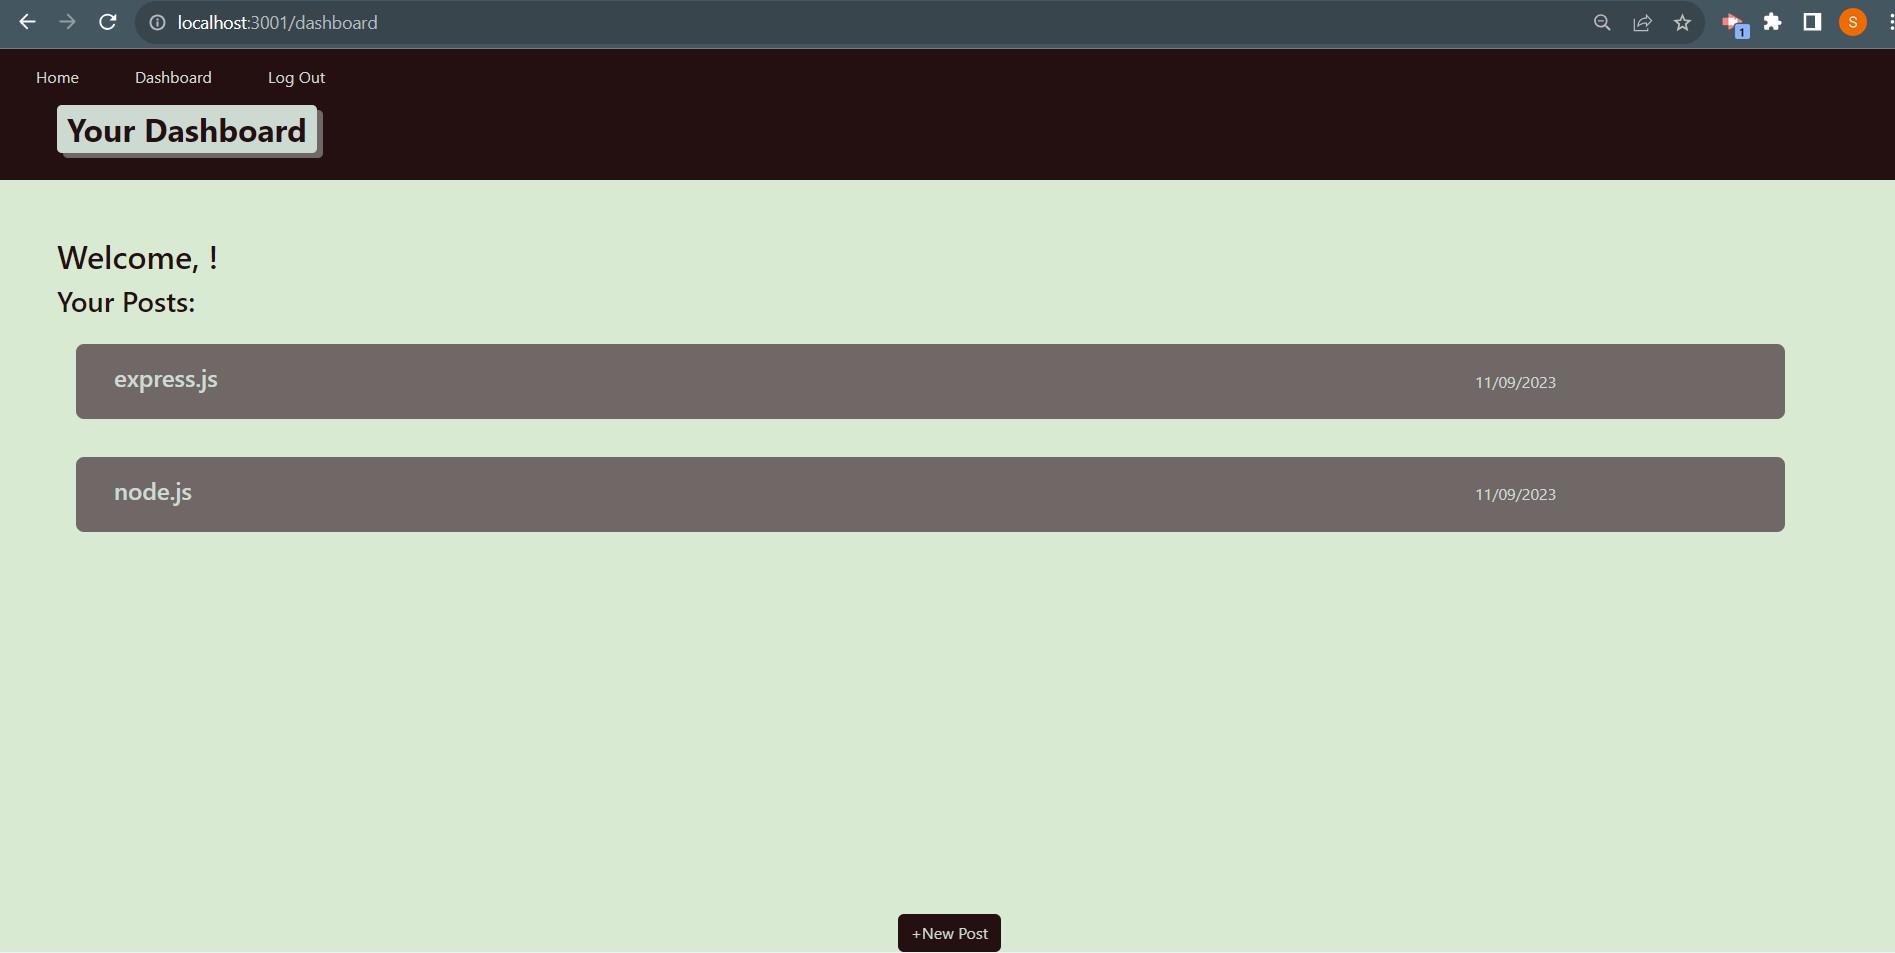 localhost:3001/dashboard
1
S
Home Dashboard Log Out
Your Dashboard
Welcome, !
Your Posts:
express.js 11/09/2023
node.js 11/09/2023
+New Post